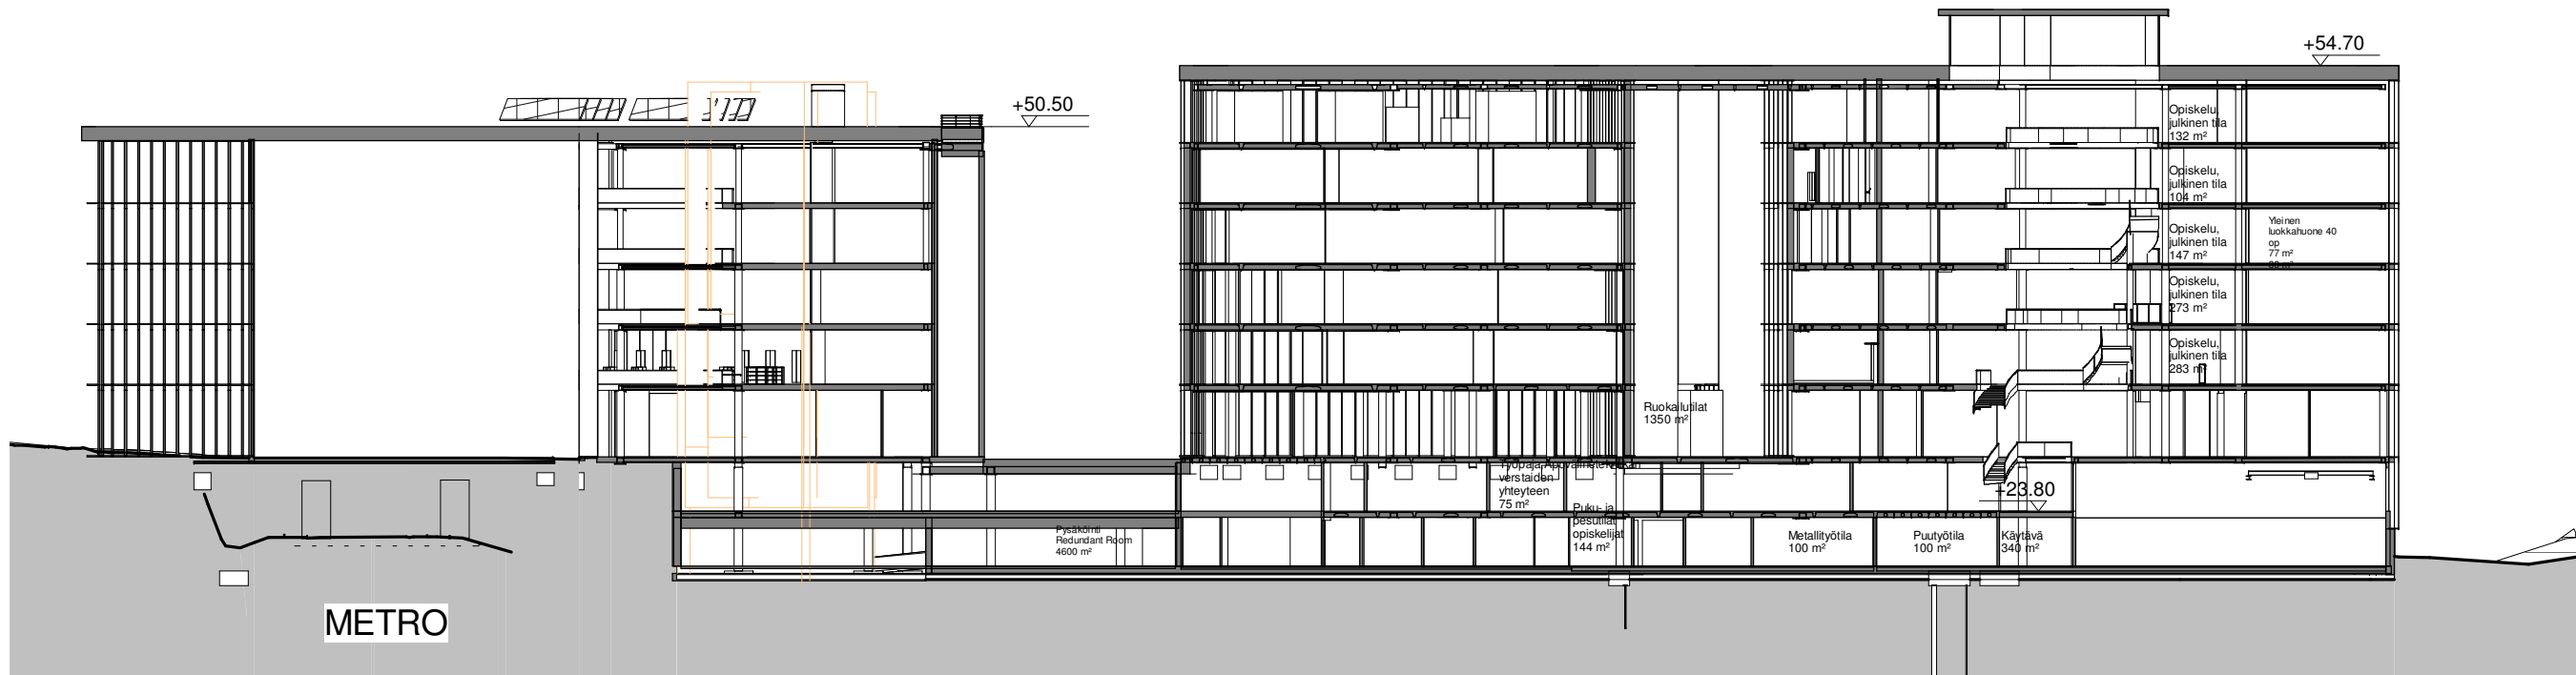 +54.70
+50.50
Opiskelu,
julkinen tila
132 m²
Opiskelu,
julkinen tila
104 m²
Opiskelu,
julkinen tila
147 m²
Yleinen
luokkahuone 40
op
77 m²
Opiskelu,
julkinen tila
273 m²
Opiskelu,
julkinen tila
283 m²
Ruokailutilat
1350 m²
verstaiden
yhteyteen
75 m²
+23.80
Puku- ja
pesutilat
opiskelijat
144 m²
Pysäköinti
Redundant Room
4600 m²
Metallityötila
100 m²
Puutyötila
100 m²
Käytävä
340 m²
METRO